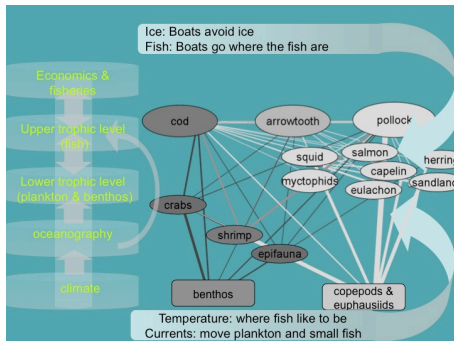 Ice: Boats avoid ice
Fish: Boats go where the fish are
Economics &
fisheries
Upper trophic level
(fish)
Lower trophic level
(plankton & benthos)
oceanography
climate
cod
arrowtooth
pollock
squid
salmon
herring
capelin
myctophids
sandland
eulachon
crabs
shrimp
epifauna
benthos
copepods &
euphausiids
Temperature: where fish like to be
Currents: move plankton and small fish